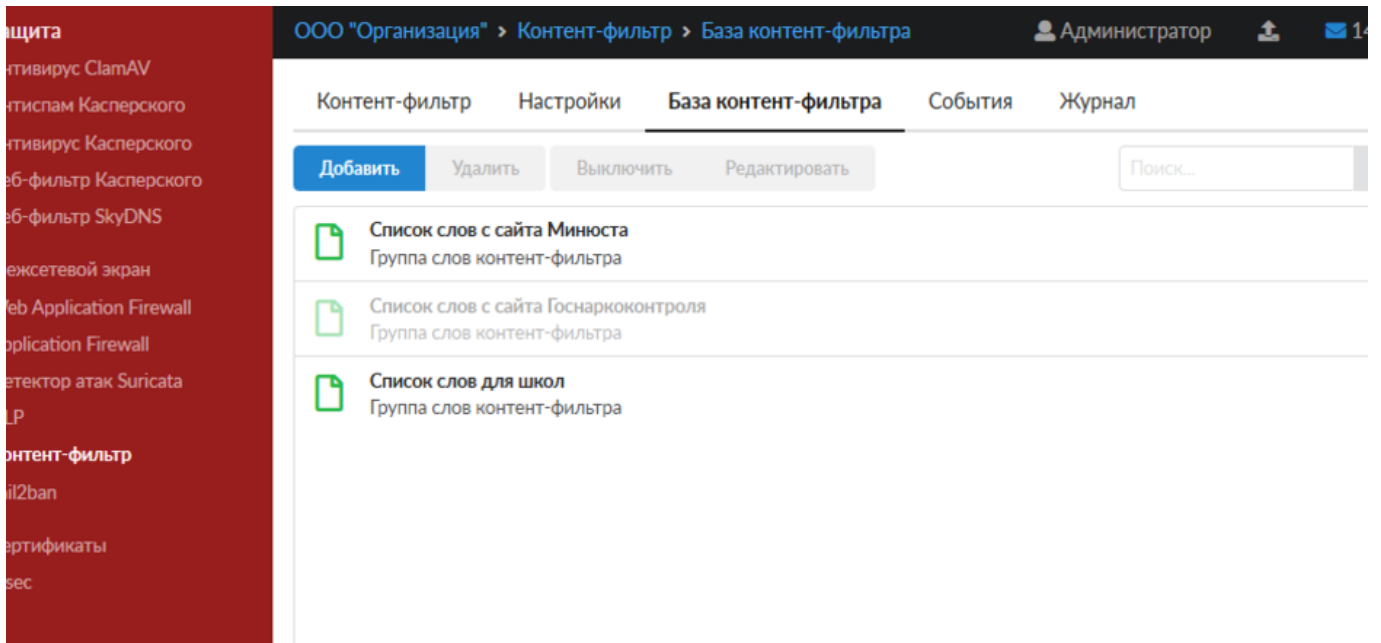 ащита
ООО "Организация" > Контент-фильтр > База контент-фильтра
Администратор
14
нтивирус ClamAV
нтиспам Касперского
нтивирус Касперского
еб-фильтр Касперского
еб-фильтр SkyDNS
ежсетевой экран
eb Application Firewall
pplication Firewall
етектор атак Suricata
LP
онтент-фильтр
ail2ban
ертификаты
sec
Контент-фильтр Настройки База контент-фильтра События Журнал
Добавить Удалить Выключить Редактировать Поиск...
Список слов с сайта Минюста
Группа слов контент-фильтра
Список слов с сайта Госнаркоконтроля
Группа слов контент-фильтра
Список слов для школ
Группа слов контент-фильтра